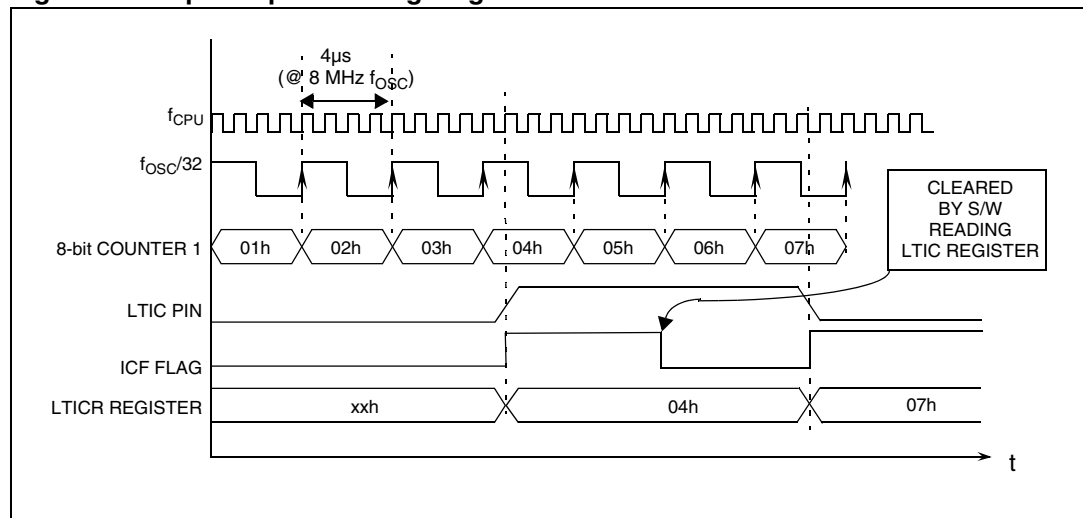 4µs
(@ 8 MHz fOSC)
fCPU
fOSC/32
CLEARED
BY S/W
READING
LTIC REGISTER
8-bit COUNTER 1
01h 02h 03h 04h 05h 06h 07h
LTIC PIN
ICF FLAG
LTICR REGISTER
xxh 04h 07h
t